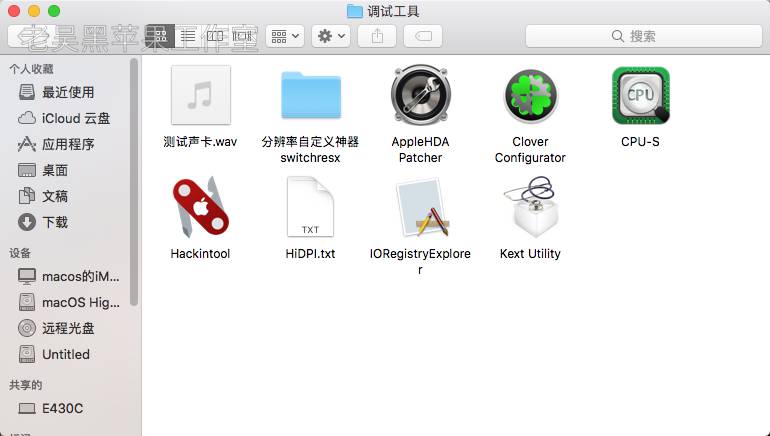 调试工具
老吴黑苹果工作室
搜索
个人收藏
最近使用
iCloud 云盘
应用程序
桌面
文稿
下载
设备
macos的iM...
macOS Hig...
远程光盘
Untitled
共享的
E430C
测试声卡.wav
分辨率自定义神器
switchresx
AppleHDA
Patcher
Clover
Configurator
CPU
CPU-S
Hackintool
TXT
HiDPI.txt
IORegistryExplore
r
Kext Utility